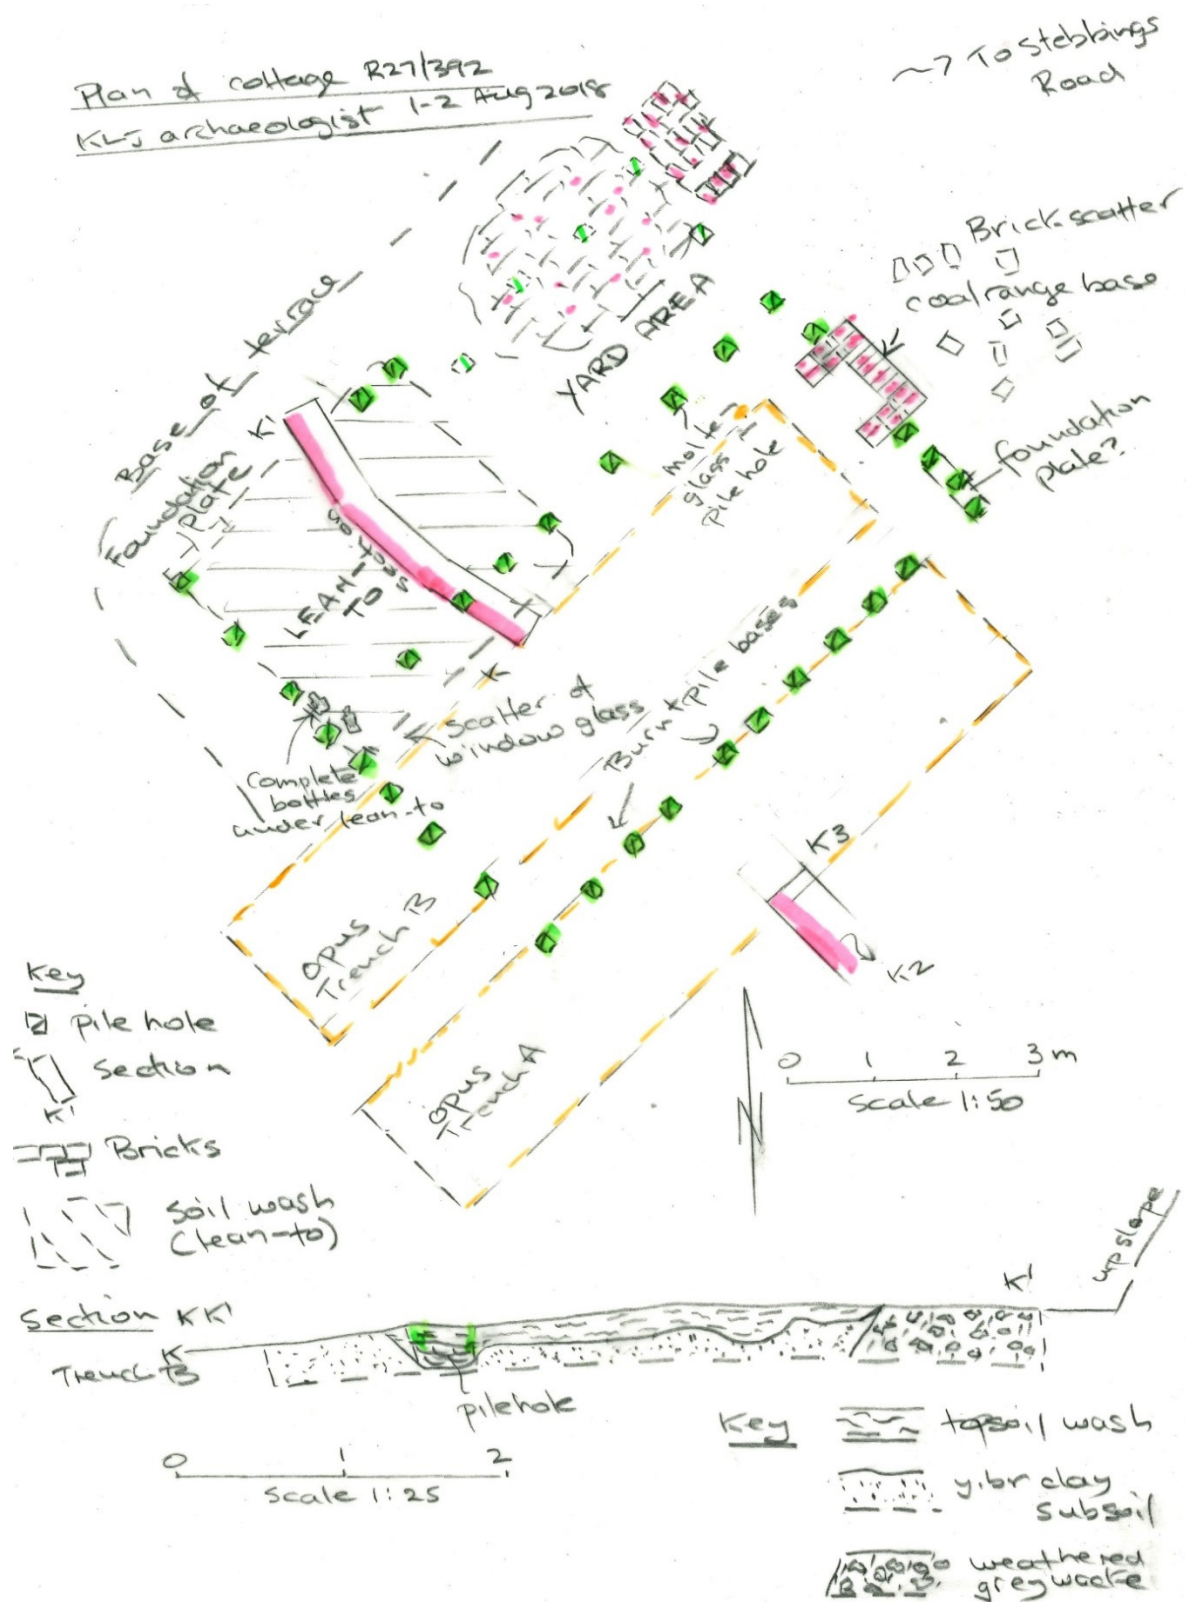 Plan of cottage R27/392
KLJ archaeologist 1-2 Aug 2018
→ To Stebbings
Road
Brick scatter
coal range base
YARD AREA
Base of terrace
K'
Foundation
plate
molten
glass
pile hole
foundation
plate?
LEAN-
TO
K
Scatter of
window glass
Burnt pile bases
complete
bottles
under lean-to
K3
K2
Opus
Trench B
Opus
Trench A
Key
pile hole
Section
K'
Bricks
Soil wash
(lean-to)
0 1 2 3 m
Scale 1:50
Section KK'
K
Trench B
pilehole
K'
up slope
0 1 2
Scale 1:25
Key
topsoil wash
y.br clay
subsoil
weathered
greywacke